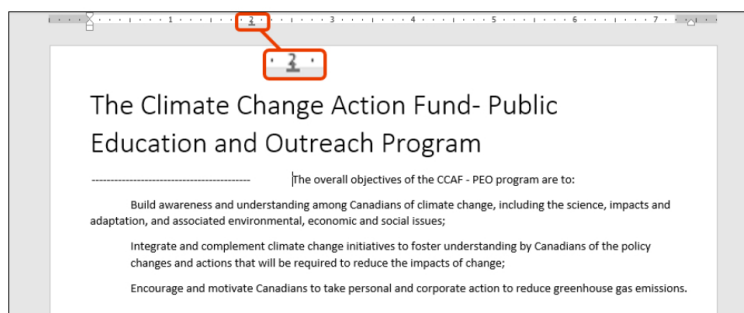 1 2 3 4 5 6 7
2
The Climate Change Action Fund- Public
Education and Outreach Program
------------------------------------------ The overall objectives of the CCAF - PEO program are to:
Build awareness and understanding among Canadians of climate change, including the science, impacts and
adaptation, and associated environmental, economic and social issues;
Integrate and complement climate change initiatives to foster understanding by Canadians of the policy
changes and actions that will be required to reduce the impacts of change;
Encourage and motivate Canadians to take personal and corporate action to reduce greenhouse gas emissions.